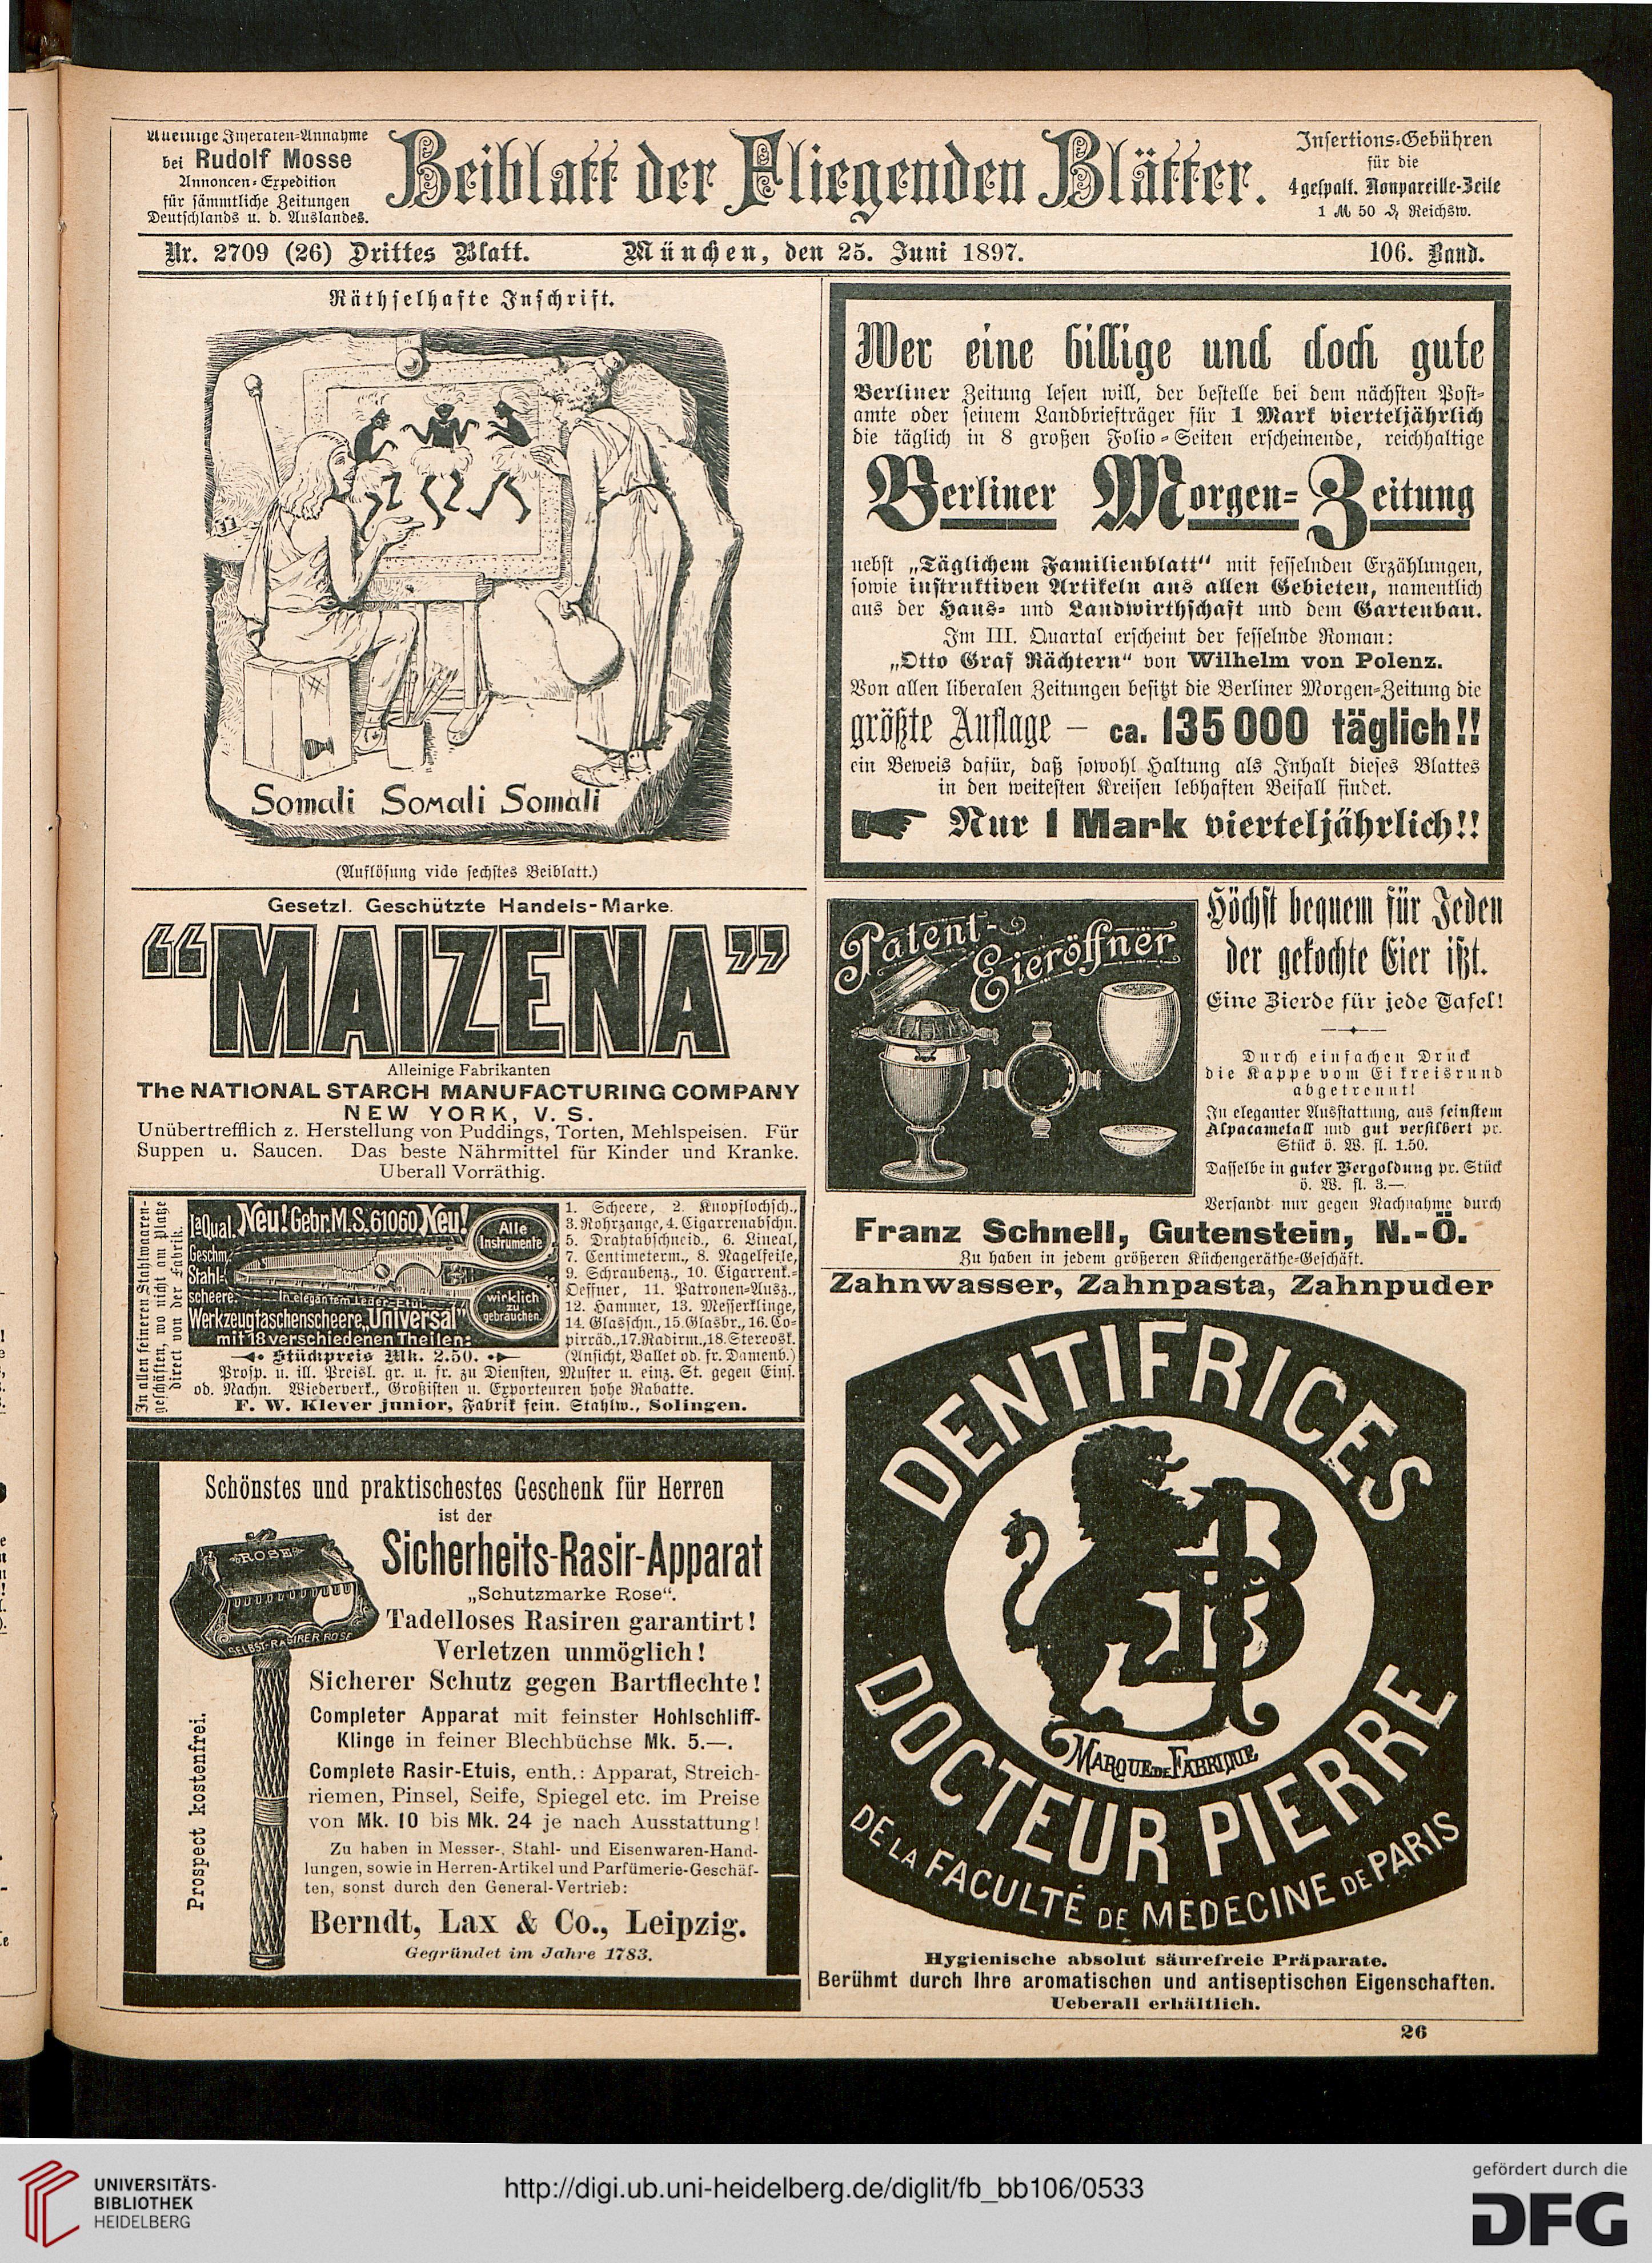 Alleinige Inseraten-Annahme
bei Rudolf Mosse
Annoncen-Expedition
für sämmtliche Zeitungen
Deutschlands u. d. Auslandes.
Beiblatt der Fliegenden Blätter.
Insertions-Gebühren
für die
4gespalt. Nonpareille-Zeile
1 M 50 ₰ Reichsw.
Nr. 2709 (26) Drittes Blatt. München, den 25. Juni 1897. 106. Band.
Räthselhafte Inschrift.
Somali Somali Somali
(Auflösung vide sechstes Beiblatt.)
Gesetzl. Geschützte Handels-Marke.
“MAIZENA”
Alleinige Fabrikanten
The NATIONAL STARCH MANUFACTURING COMPANY
NEW YORK, V. S.
Unübertrefflich z. Herstellung von Puddings, Torten, Mehlspeisen. Für
Suppen u. Saucen. Das beste Nährmittel für Kinder und Kranke.
Uberall Vorräthig.
In allen feineren Stahlwaaren-
geschäften, wo nicht am Platze
direct von der Fabrik.
IaQual. Neu! Gebr. M. S. 61060 Neu!
Geschm.
Stahl-
scheere.
Alle
Instrumente
wirklich
zu
gebrauchen.
In elegantem Leder-Etui
Werkzeugtaschenscheere „Universal“
mit 18 verschiedenen Theilen:
Stückpreis Mk. 2.50.
1. Scheere, 2. Knopflochsch.,
3. Rohrzange, 4. Cigarrenabschn.
5. Drahtabschneid., 6. Lineal,
7. Centimeterm., 8. Nagelfeile,
9. Schraubenz., 10. Cigarrenk.-
Oeffner, 11. Patronen-Ausz.,
12. Hammer, 13. Messerklinge,
14. Glasschn., 15. Glasbr., 16. Co-
pirräd., 17. Radirm., 18. Stereosk.
(Ansicht, Ballet od. fr. Damenb.)
Prosp. u. ill. Preisl. gr. u. fr. zu Diensten, Muster u. einz. St. gegen Eins.
od. Nachn. Wiederverk., Großisten u. Exporteuren hohe Rabatte.
F. W. Klever junior, Fabrik fein. Stahlw., Solingen.
Schönstes und praktischestes Geschenk für Herren
ist der
Sicherheits-Rasir-Apparat
„Schutzmarke Rose“.
ROSE
SELBST-RASIRER ROSE
Tadelloses Rasiren garantirt!
Verletzen unmöglich!
Sicherer Schutz gegen Bartflechte!
Completer Apparat mit feinster Hohlschliff-
Klinge in feiner Blechbüchse Mk. 5.—.
Complete Rasir-Etuis, enth.: Apparat, Streich-
riemen, Pinsel, Seife, Spiegel etc. im Preise
von Mk. 10 bis Mk. 24 je nach Ausstattung!
Zu haben in Messer-, Stahl- und Eisenwaren-Hand-
lungen, sowie in Herren-Artikel und Parfümerie-Geschäf-
ten, sonst durch den General-Vertrieb:
Berndt, Lax & Co., Leipzig.
Gegründet im Jahre 1783.
Prospect kostenfrei.
Wer eine billige und doch gute
Berliner Zeitung lesen will, der bestelle bei dem nächsten Post-
amte oder seinem Landbriefträger für 1 Mark vierteljährlich
die täglich in 8 großen Folio-Seiten erscheinende, reichhaltige
Berliner Morgen-Zeitung
nebst „Täglichem Familienblatt“ mit fesselnden Erzählungen,
sowie instruktiven Artikeln aus allen Gebieten, namentlich
aus der Haus- und Landwirthschaft und dem Gartenbau.
Im III. Quartal erscheint der fesselnde Roman:
„Otto Graf Rächtern“ von Wilhelm von Polenz.
Von allen liberalen Zeitungen besitzt die Berliner Morgen-Zeitung die
größte Auflage — ca. 135 000 täglich!!
ein Beweis dafür, daß sowohl Haltung als Inhalt dieses Blattes
in den weitesten Kreisen lebhaften Beifall findet.
Nur 1 Mark vierteljährlich!!
Patent-
Eieröffner
Höchst bequem für Jeden
der gekochte Eier ißt.
Eine Zierde für jede Tafel!
Durch einfachen Druck
die Kappe vom Ei kreisrund
abgetrennt!
In eleganter Ausstattung, aus feinstem
Alpacametall und gut versilbert pr.
Stück ö. W. fl. 1.50.
Dasselbe in guter Vergoldung pr. Stück
ö. W. fl. 3.—
Versandt nur gegen Nachnahme durch
Franz Schnell, Gutenstein, N.-Ö.
Zu haben in jedem größeren Küchengeräthe-Geschäft.
Zahnwasser, Zahnpasta, Zahnpuder
DENTIFRICES
MARQUE DE FABRIQUE
DOCTEUR PIERRE
DE LA FACULTÉ DE MEDECINE DE PARIS
Hygienische absolut säurefreie Präparate.
Berühmt durch Ihre aromatischen und antiseptischen Eigenschaften.
Ueberall erhältlich.
26
UNIVERSITÄTS-
BIBLIOTHEK
HEIDELBERG
http://digi.ub.uni-heidelberg.de/diglit/fb_bb106/0533
gefördert durch die
DFG